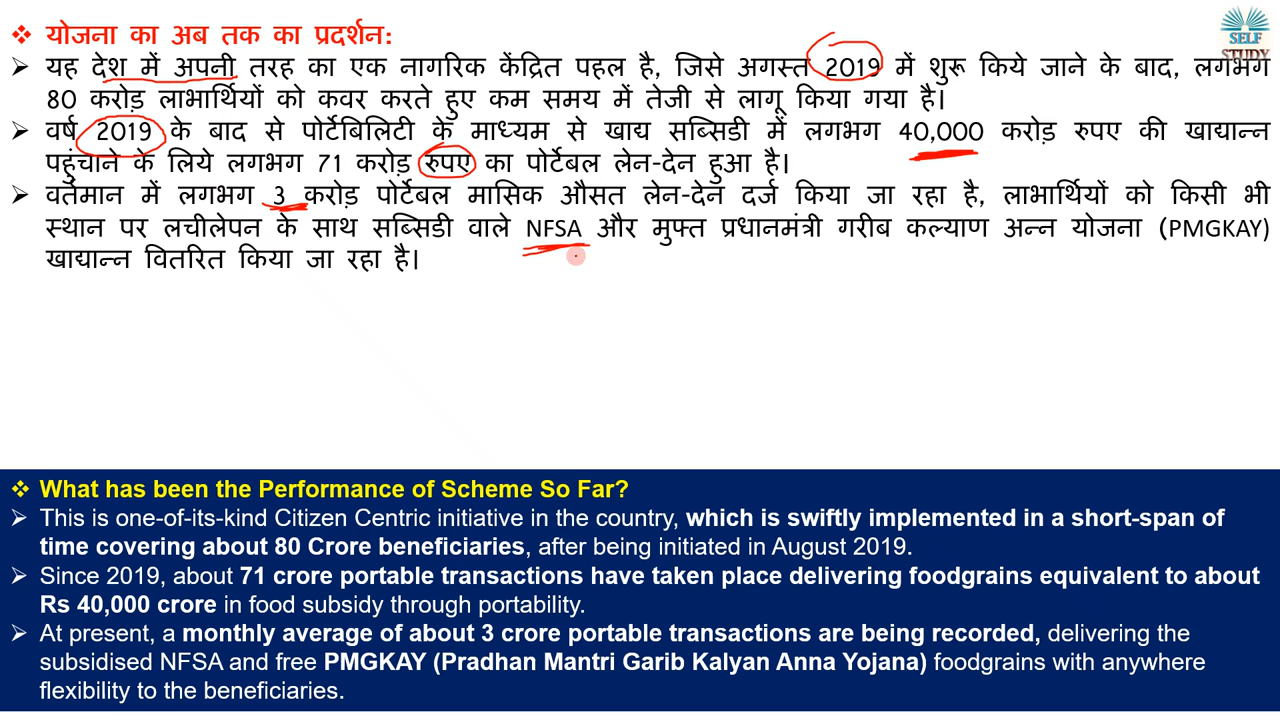 ❖ योजना का अब तक का प्रदर्शन:
SELF
STUDY
➢ यह देश में अपनी तरह का एक नागरिक केंद्रित पहल है, जिसे अगस्त 2019 में शुरू किये जाने के बाद, लगभग
80 करोड़ लाभार्थियों को कवर करते हुए कम समय में तेजी से लागू किया गया है।
➢ वर्ष 2019 के बाद से पोर्टेबिलिटी के माध्यम से खाद्य सब्सिडी में लगभग 40,000 करोड़ रुपए की खाद्यान्न
पहुंचाने के लिये लगभग 71 करोड़ रुपए का पोर्टेबल लेन-देन हुआ है।
➢ वर्तमान में लगभग 3 करोड़ पोर्टेबल मासिक औसत लेन-देन दर्ज किया जा रहा है, लाभार्थियों को किसी भी
स्थान पर लचीलेपन के साथ सब्सिडी वाले NFSA और मुफ्त प्रधानमंत्री गरीब कल्याण अन्न योजना (PMGKAY)
खाद्यान्न वितरित किया जा रहा है।
❖ What has been the Performance of Scheme So Far?
➢ This is one-of-its-kind Citizen Centric initiative in the country, which is swiftly implemented in a short-span of
time covering about 80 Crore beneficiaries, after being initiated in August 2019.
➢ Since 2019, about 71 crore portable transactions have taken place delivering foodgrains equivalent to about
Rs 40,000 crore in food subsidy through portability.
➢ At present, a monthly average of about 3 crore portable transactions are being recorded, delivering the
subsidised NFSA and free PMGKAY (Pradhan Mantri Garib Kalyan Anna Yojana) foodgrains with anywhere
flexibility to the beneficiaries.